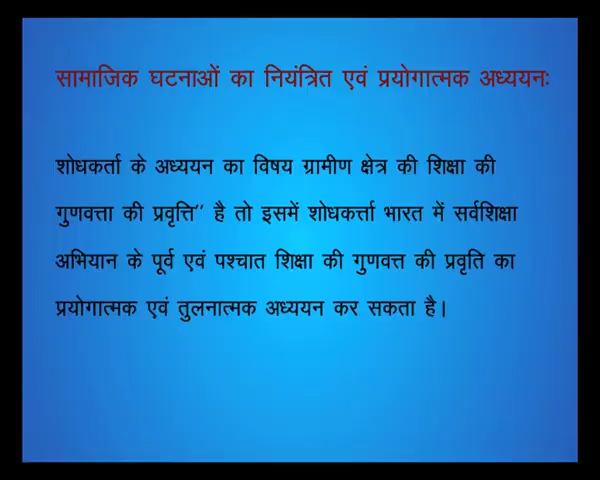 सामाजिक घटनाओं का नियंत्रित एवं प्रयोगात्मक अध्ययनः
शोधकर्ता के अध्ययन का विषय ग्रामीण क्षेत्र की शिक्षा की
गुणवत्ता की प्रवृत्ति” है तो इसमें शोधकर्त्ता भारत में सर्वशिक्षा
अभियान के पूर्व एवं पश्चात शिक्षा की गुणवत्त की प्रवृति का
प्रयोगात्मक एवं तुलनात्मक अध्ययन कर सकता है।